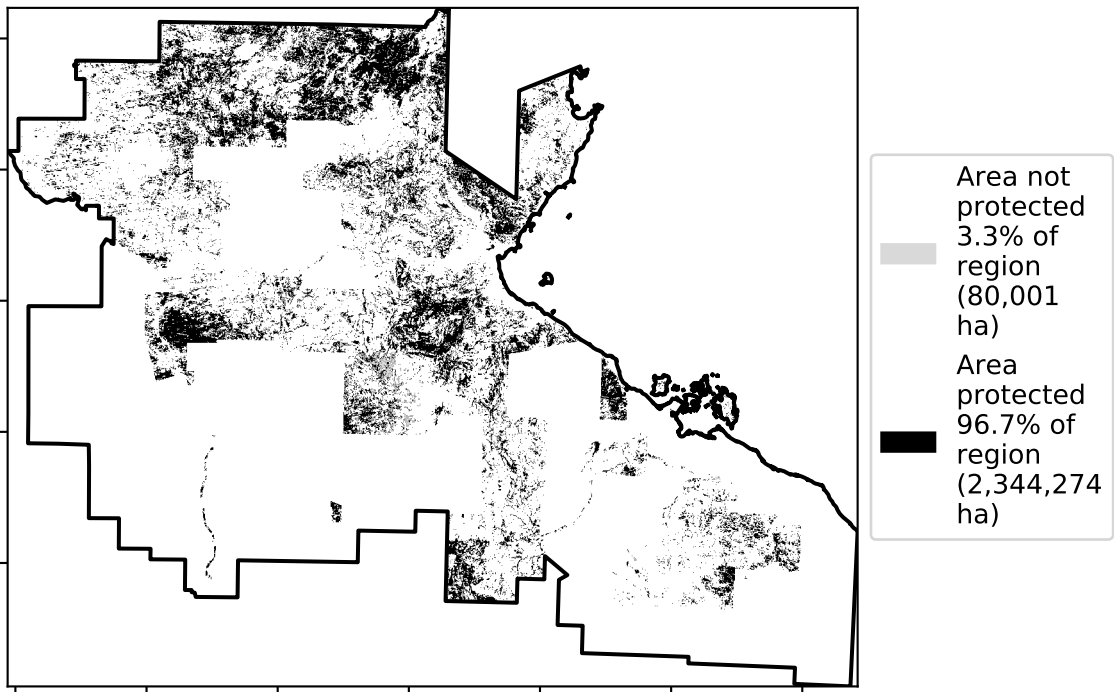 Area not
protected
3.3% of
region
(80,001
ha)
Area
protected
96.7% of
region
(2,344,274
ha)